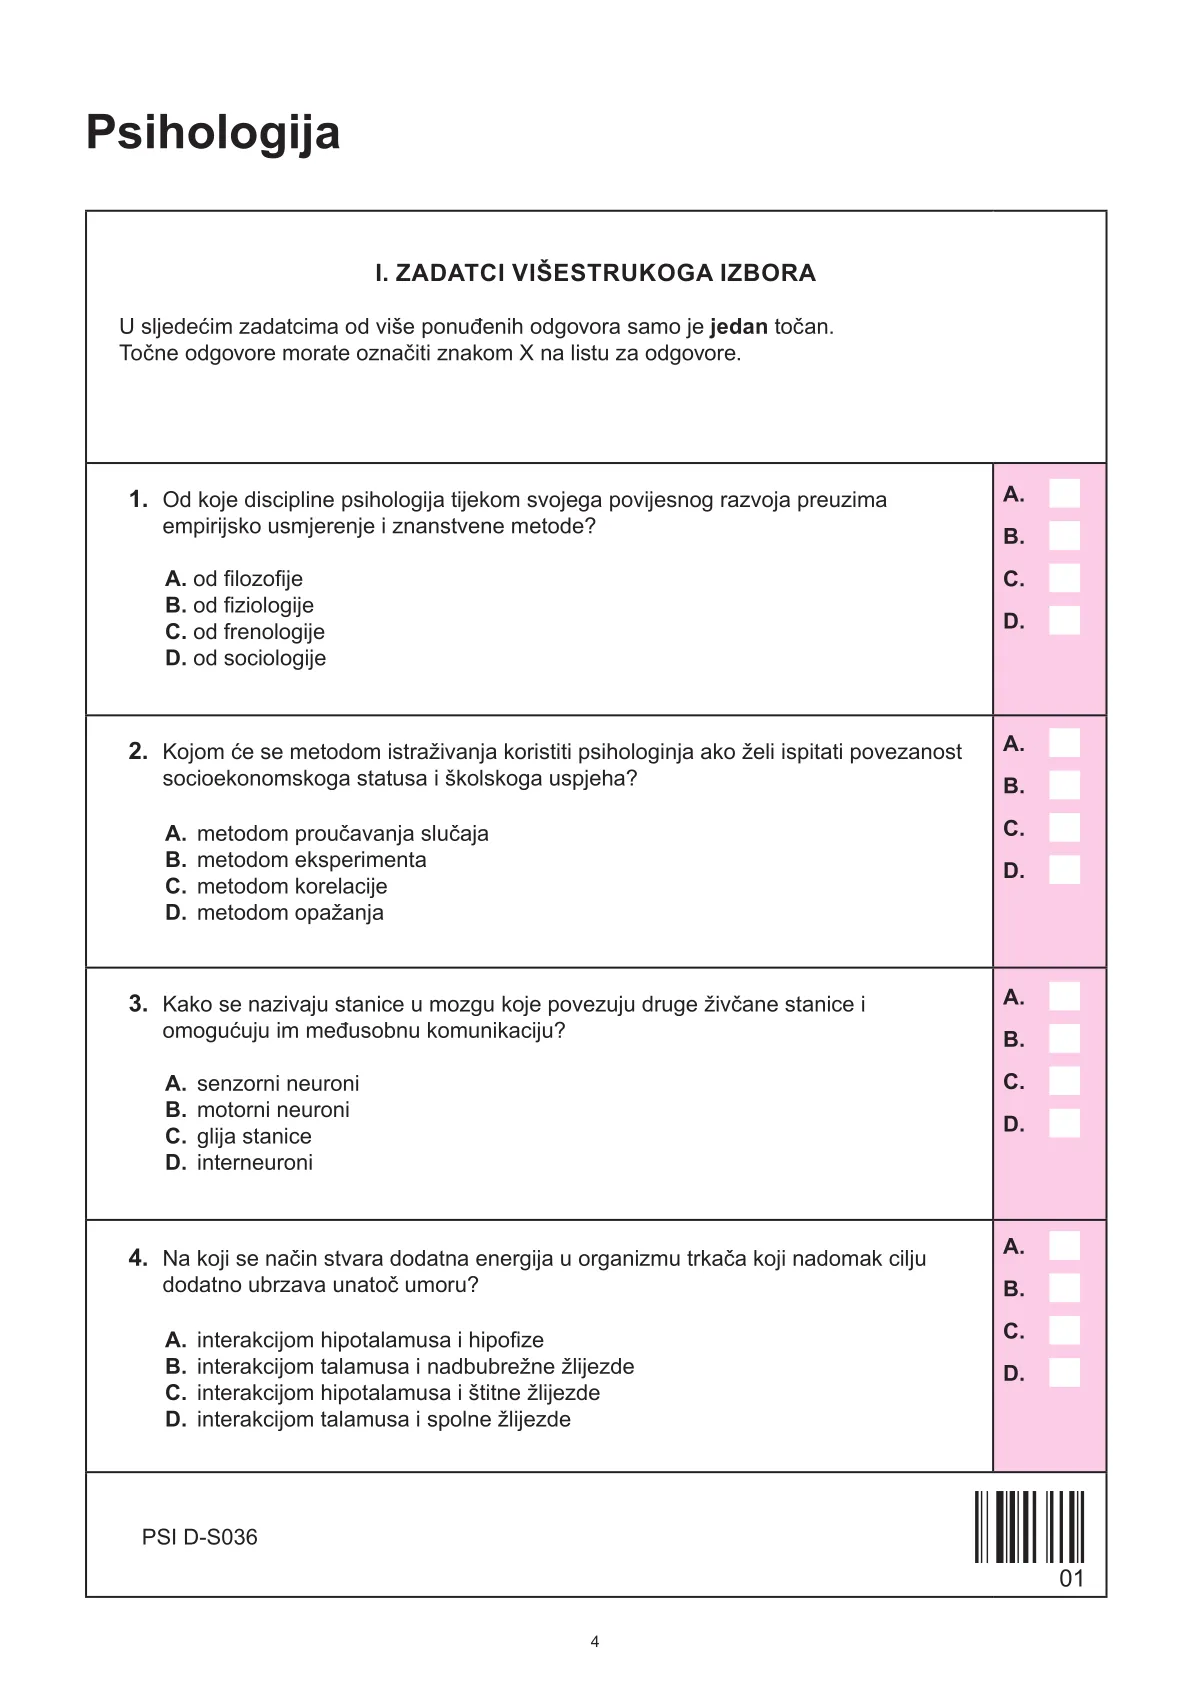 Psihologija
I. ZADATCI VIŠESTRUKOGA IZBORA
U sljedećim zadatcima od više ponuđenih odgovora samo je jedan točan.
Točne odgovore morate označiti znakom X na listu za odgovore.
1. Od koje discipline psihologija tijekom svojega povijesnog razvoja preuzima
empirijsko usmjerenje i znanstvene metode?
A. od filozofije
B. od fiziologije
C. od frenologije
D. od sociologije
A.
B.
C.
D.
2. Kojom će se metodom istraživanja koristiti psihologinja ako želi ispitati povezanost
socioekonomskoga statusa i školskoga uspjeha?
A. metodom proučavanja slučaja
B. metodom eksperimenta
C. metodom korelacije
D. metodom opažanja
A.
B.
C.
D.
3. Kako se nazivaju stanice u mozgu koje povezuju druge živčane stanice i
omogućuju im međusobnu komunikaciju?
A. senzorni neuroni
B. motorni neuroni
C. glija stanice
D. interneuroni
A.
B.
C.
D.
4. Na koji se način stvara dodatna energija u organizmu trkača koji nadomak cilju
dodatno ubrzava unatoč umoru?
A. interakcijom hipotalamusa i hipofize
B. interakcijom talamusa i nadbubrežne žlijezde
C. interakcijom hipotalamusa i štitne žlijezde
D. interakcijom talamusa i spolne žlijezde
A.
B.
C.
D.
PSI D-S036
01
4